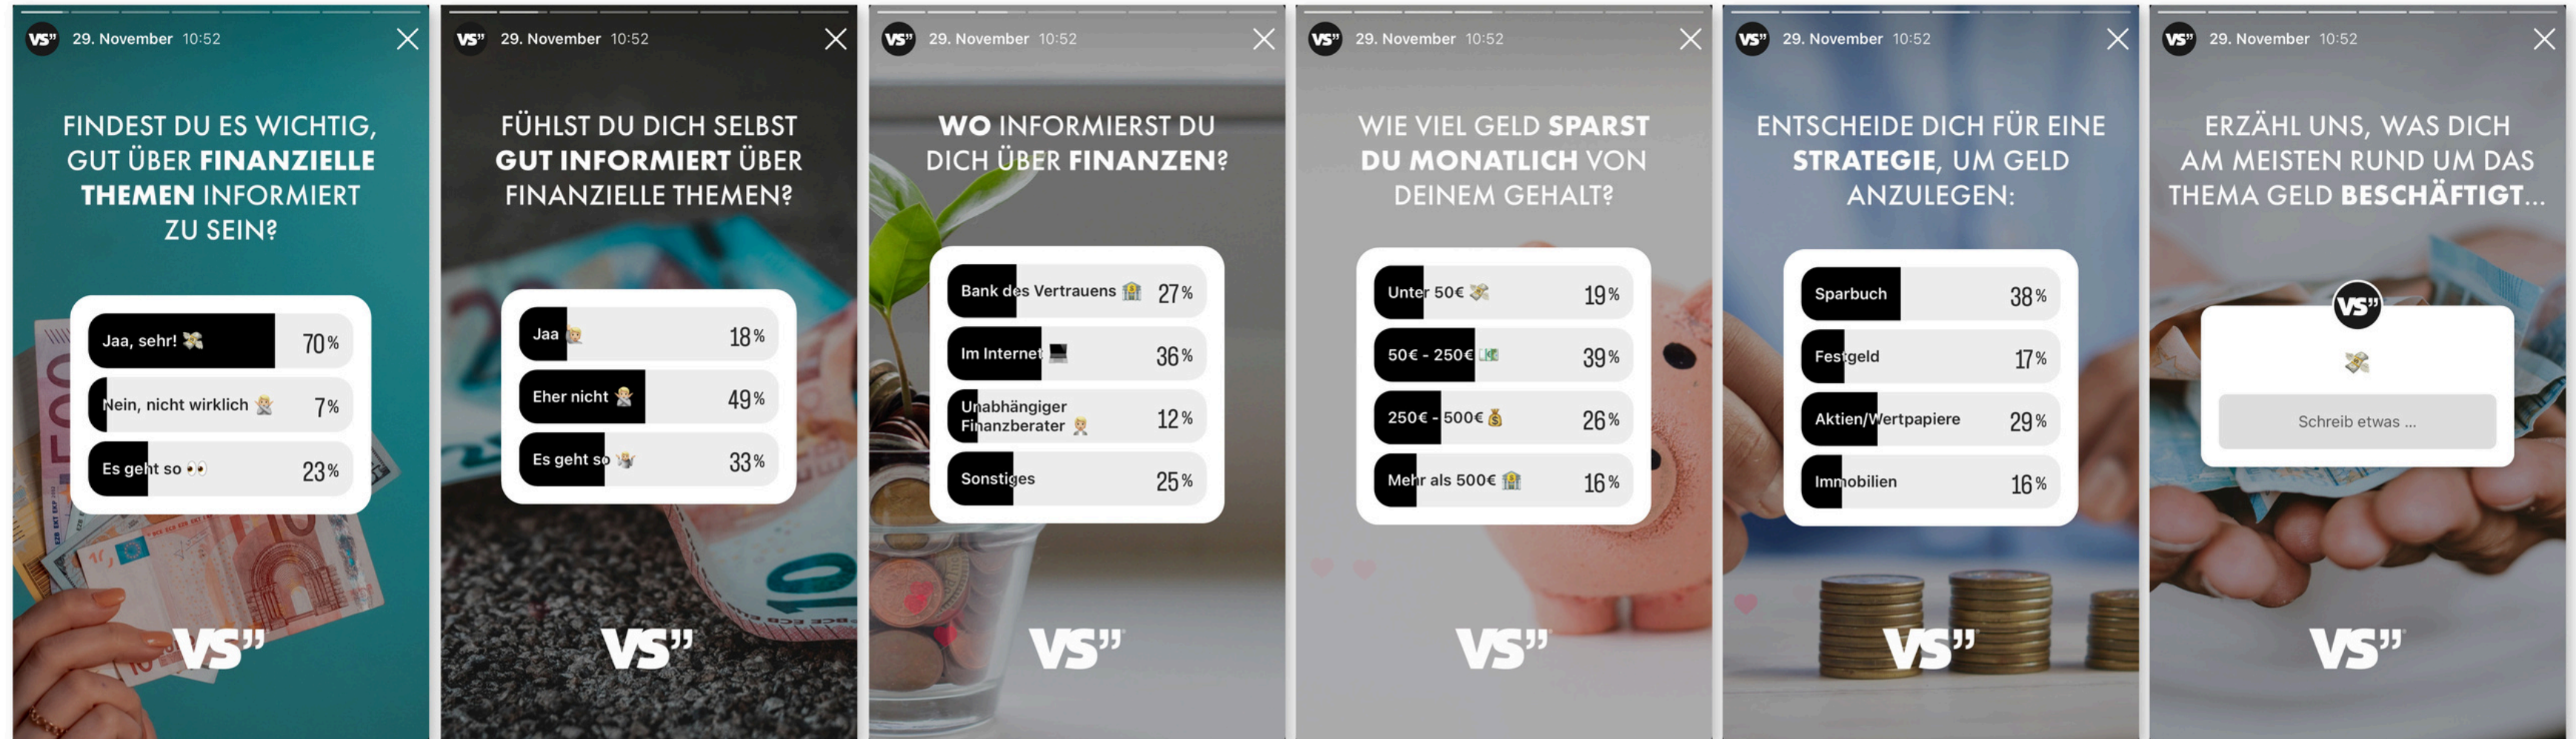 VS” 29. November 10:52
FINDEST DU ES WICHTIG,
GUT ÜBER FINANZIELLE
THEMEN INFORMIERT
ZU SEIN?
Jaa, sehr! 💸 70%
Nein, nicht wirklich 🙅🏼 7%
Es geht so 👀 23%
VS”
VS” 29. November 10:52
FÜHLST DU DICH SELBST
GUT INFORMIERT ÜBER
FINANZIELLE THEMEN?
Jaa 🙋🏼 18%
Eher nicht 🙅🏼 49%
Es geht so 🤷🏼 33%
10
VS”
VS” 29. November 10:52
WO INFORMIERST DU
DICH ÜBER FINANZEN?
Bank des Vertrauens 🏦 27%
Im Internet 💻 36%
Unabhängiger
Finanzberater 12%
Sonstiges 25%
VS”
VS” 29. November 10:52
WIE VIEL GELD SPARST
DU MONATLICH VON
DEINEM GEHALT?
Unter 50€ 💸 19%
50€ - 250€ 💵 39%
250€ - 500€ 💰 26%
Mehr als 500€ 🏦 16%
VS”
VS” 29. November 10:52
ENTSCHEIDE DICH FÜR EINE
STRATEGIE, UM GELD
ANZULEGEN:
Sparbuch 38%
Festgeld 17%
Aktien/Wertpapiere 29%
Immobilien 16%
VS”
VS” 29. November 10:52
ERZÄHL UNS, WAS DICH
AM MEISTEN RUND UM DAS
THEMA GELD BESCHÄFTIGT...
VS”
💸
Schreib etwas ...
VS”